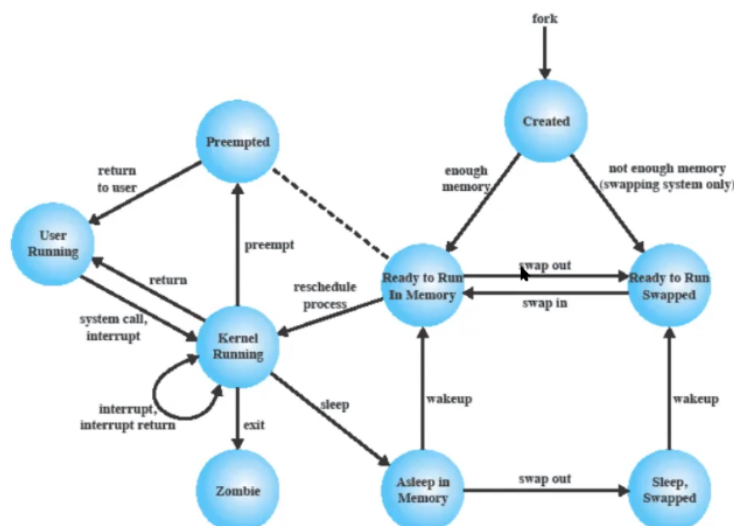 fork
Created
Preempted
return
to user
enough
memory
not enough memory
(swapping system only)
User
Running
preempt
return
reschedule
process
Ready to Run
In Memory
swap out
swap in
Ready to Run
Swapped
system call,
interrupt
Kernel
Running
interrupt,
interrupt return
sleep
exit
wakeup
wakeup
Zombie
Asleep in
Memory
swap out
Sleep,
Swapped